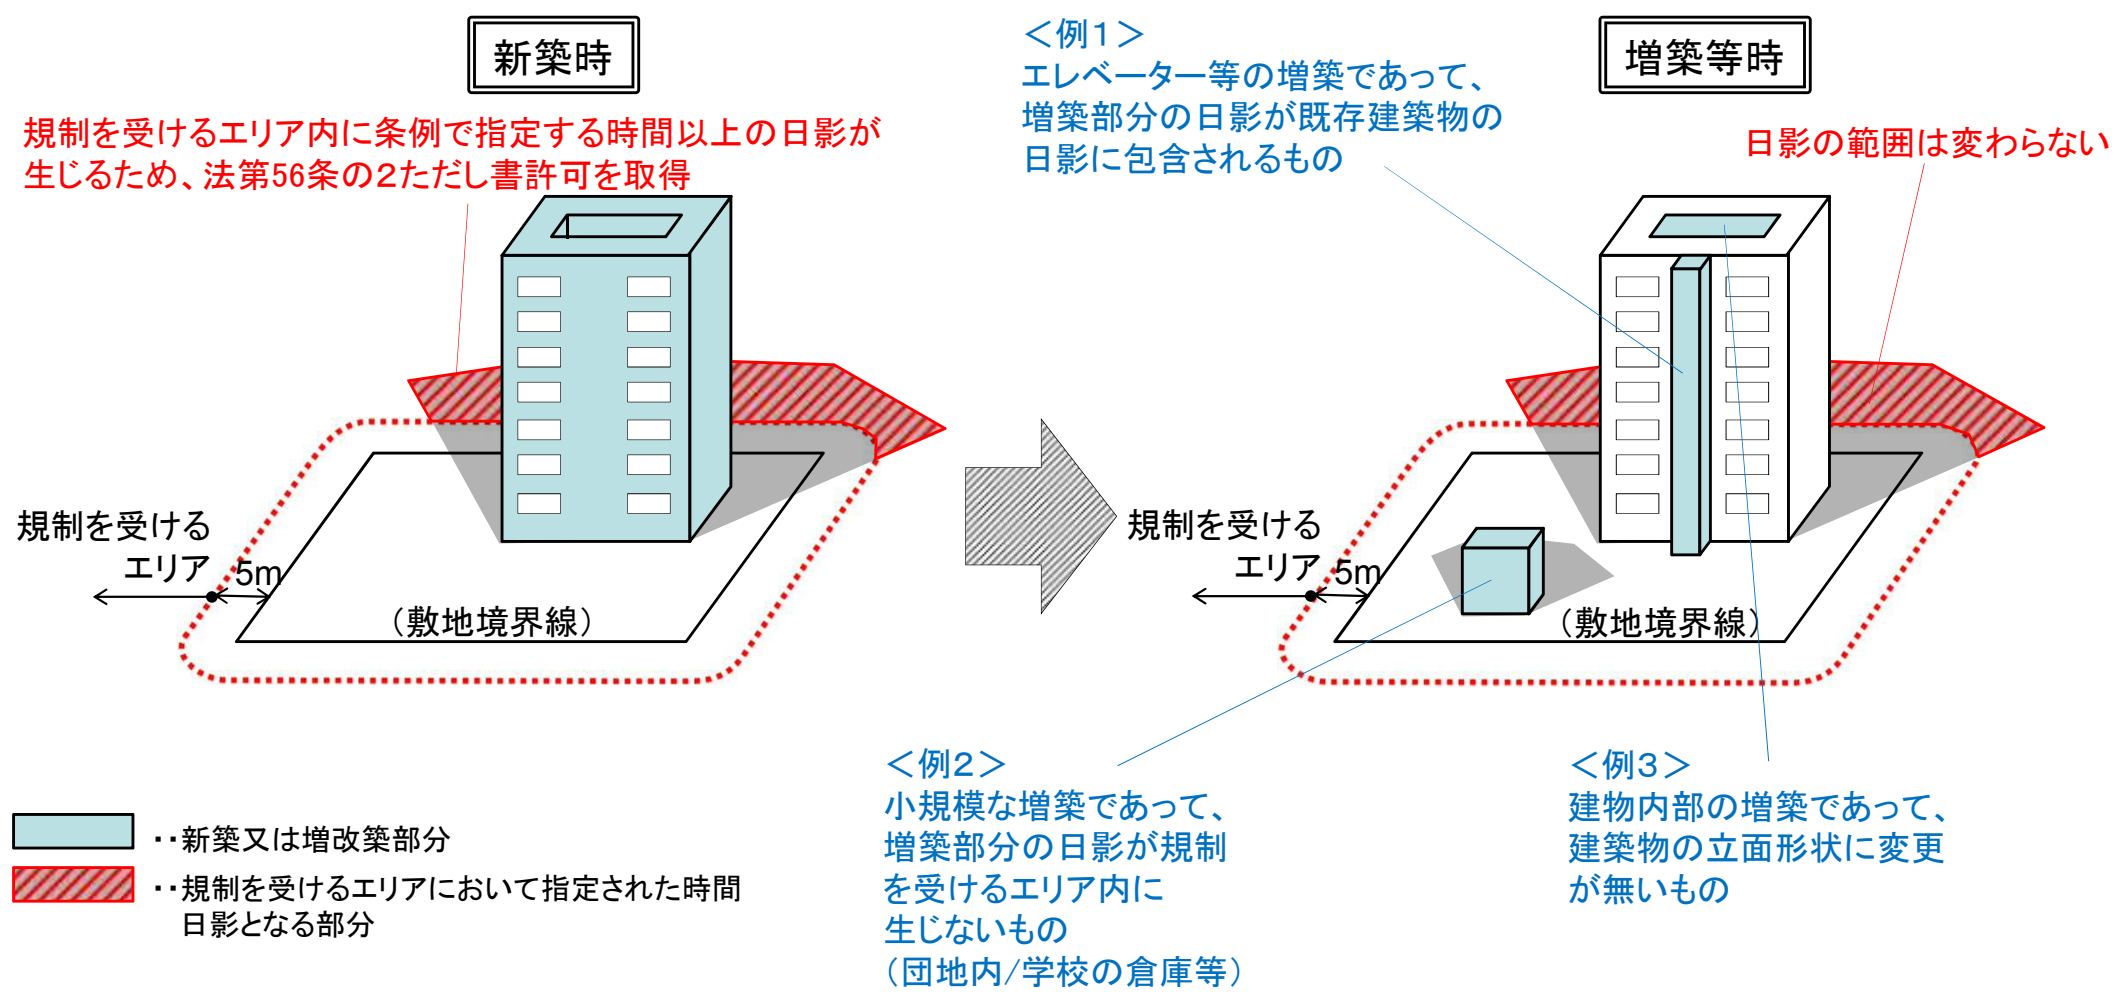 新築時
規制を受けるエリア内に条例で指定する時間以上の日影が
生じるため、法第56条の2ただし書許可を取得
規制を受ける
エリア
5m
（敷地境界線）
‥新築又は増改築部分
‥規制を受けるエリアにおいて指定された時間
日影となる部分
＜例１＞
エレベーター等の増築であって、
増築部分の日影が既存建築物の
日影に包含されるもの
増築等時
日影の範囲は変わらない
規制を受ける
エリア
5m
（敷地境界線）
＜例２＞
小規模な増築であって、
増築部分の日影が規制
を受けるエリア内に
生じないもの
（団地内/学校の倉庫等）
＜例３＞
建物内部の増築であって、
建築物の立面形状に変更
が無いもの